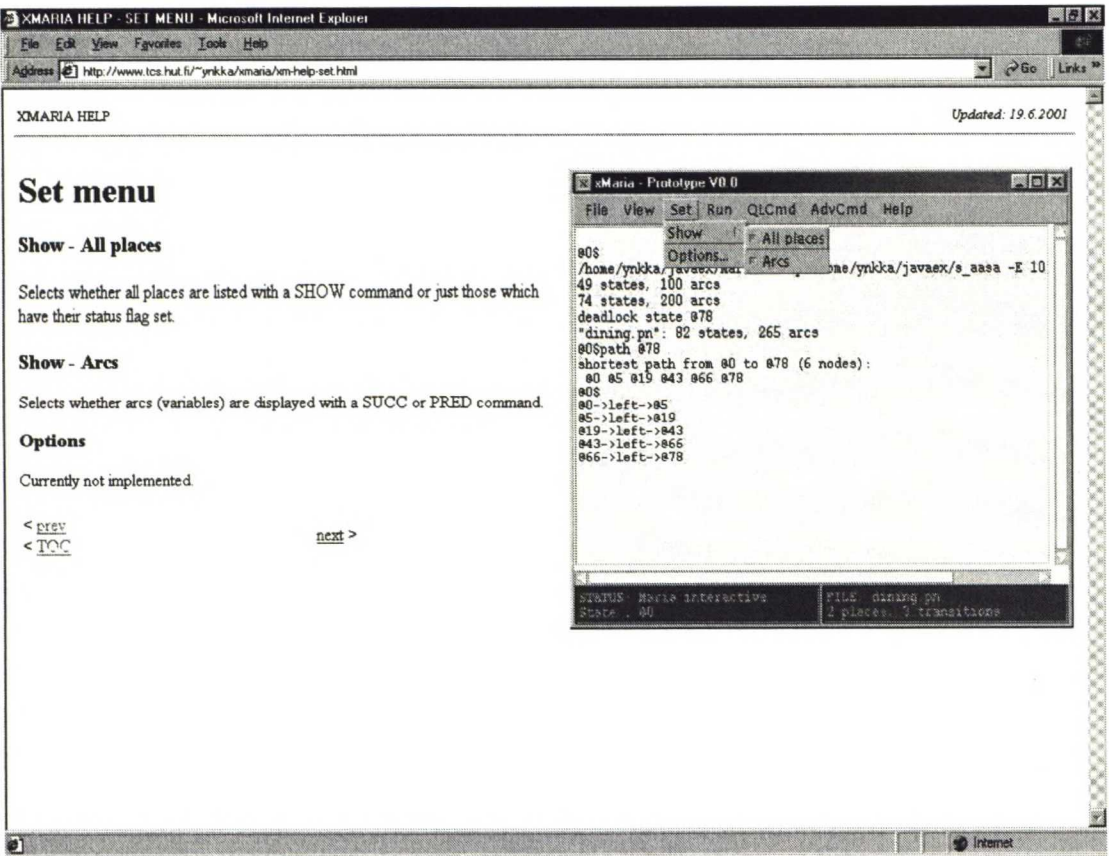 XMARIA HELP - SET MENU - Microsoft Internet Explorer
File Edit View Favorites Tools Help
Address http://www.tcs.hut.fi/~ynkka/xmaria/xm-help-set.html Go Links »
XMARIA HELP
Updated: 19.6.2001
Set menu
Show - All places
Selects whether all places are listed with a SHOW command or just those which
have their status flag set.
Show - Arcs
Selects whether arcs (variables) are displayed with a SUCC or PRED command.
Options
Currently not implemented.
< prev
next >
< TOC
xMaria - Prototype V0.0
File View Set Run QLCmd AdvCmd Help
Show
All places
Options...
Arcs
@0$
/home/ynkka/javaex/ ome/ynkka/javaex/s_aasa -E 10
49 states, 100 arcs
74 states, 200 arcs
deadlock state @78
"dining.pn": 82 states, 265 arcs
@0$path @78
shortest path from @0 to @78 (6 nodes):
@0 @5 @19 @43 @66 @78
@0$
@0->left->@5
@5->left->@19
@19->left->@43
@43->left->@66
@66->left->@78
STATUS: Maria interactive
State : @0
FILE: dining.pn
2 places, 3 transitions
Internet